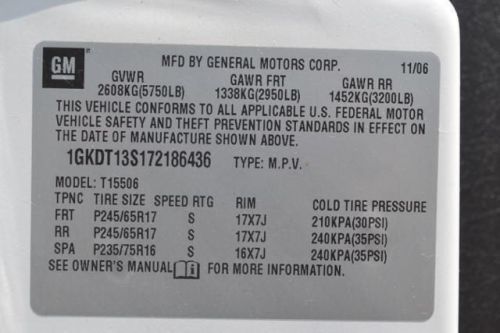 GM
MFD BY GENERAL MOTORS CORP. 11/06
GVWR GAWR FRT GAWR RR
2608KG(5750LB) 1338KG(2950LB) 1452KG(3200LB)
THIS VEHICLE CONFORMS TO ALL APPLICABLE U.S. FEDERAL MOTOR
VEHICLE SAFETY AND THEFT PREVENTION STANDARDS IN EFFECT ON
THE DATE OF MANUFACTURE SHOWN ABOVE.
1GKDT13S172186436 TYPE: M.P.V.
MODEL: T15506
TPNC TIRE SIZE SPEED RTG RIM COLD TIRE PRESSURE
FRT P245/65R17 S 17X7J 210KPA(30PSI)
RR P245/65R17 S 17X7J 240KPA(35PSI)
SPA P235/75R16 S 16X7J 240KPA(35PSI)
SEE OWNER'S MANUAL FOR MORE INFORMATION.